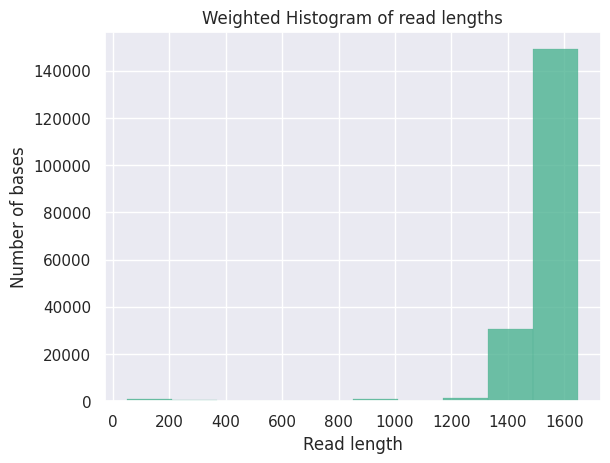 Weighted Histogram of read lengths
140000
120000
100000
80000
60000
40000
20000
0
Number of bases
0 200 400 600 800 1000 1200 1400 1600
Read length